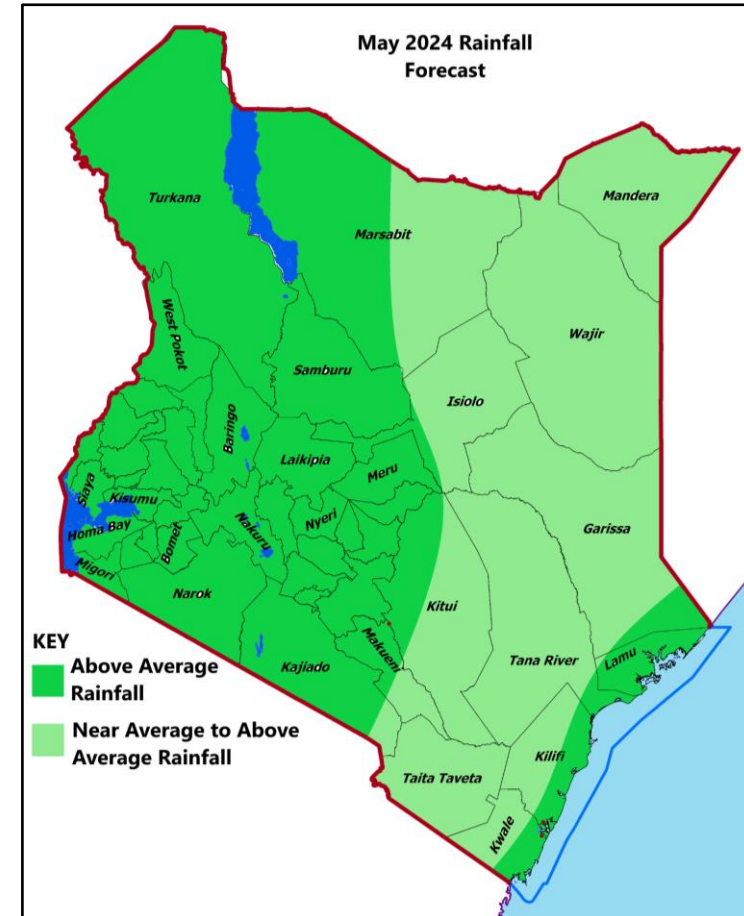 May 2024 Rainfall
Forecast
Mandera
Turkana
Marsabit
Wajir
West Pokot
Samburu
Isiolo
Baringo
Laikipia
Meru
Siaya
Kisumu
Nyeri
Homa Bay
Bomet
Nakuru
Garissa
Migori
Narok
Kitui
KEY
Makueni
Above Average
Rainfall
Kajiado
Tana River
Lamu
Near Average to Above
Average Rainfall
Kilifi
Taita Taveta
Kwale